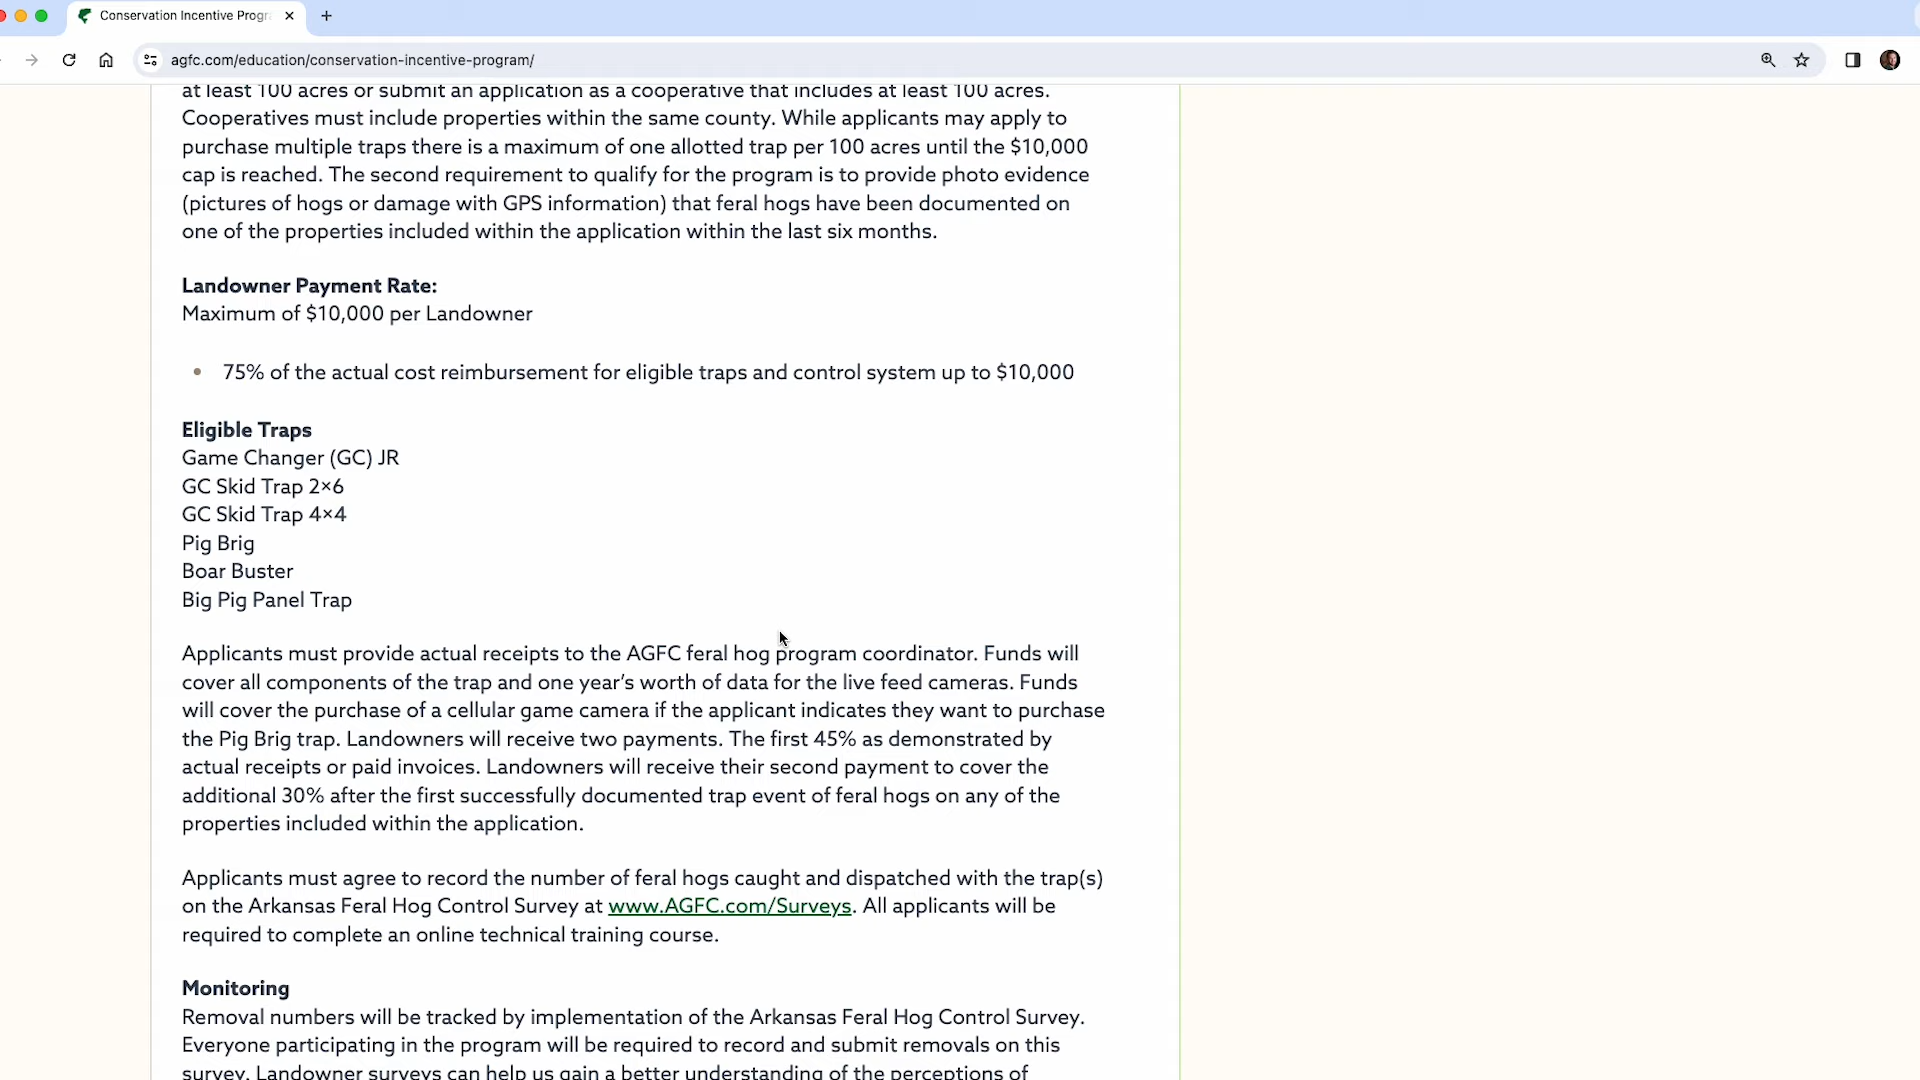 Conservation Incentive Progr
agfc.com/education/conservation-incentive-program/
at least 100 acres or submit an application as a cooperative that includes at least 100 acres.
Cooperatives must include properties within the same county. While applicants may apply to
purchase multiple traps there is a maximum of one allotted trap per 100 acres until the $10,000
cap is reached. The second requirement to qualify for the program is to provide photo evidence
(pictures of hogs or damage with GPS information) that feral hogs have been documented on
one of the properties included within the application within the last six months.
Landowner Payment Rate:
Maximum of $10,000 per Landowner
• 75% of the actual cost reimbursement for eligible traps and control system up to $10,000
Eligible Traps
Game Changer (GC) JR
GC Skid Trap 2×6
GC Skid Trap 4×4
Pig Brig
Boar Buster
Big Pig Panel Trap
Applicants must provide actual receipts to the AGFC feral hog program coordinator. Funds will
cover all components of the trap and one year’s worth of data for the live feed cameras. Funds
will cover the purchase of a cellular game camera if the applicant indicates they want to purchase
the Pig Brig trap. Landowners will receive two payments. The first 45% as demonstrated by
actual receipts or paid invoices. Landowners will receive their second payment to cover the
additional 30% after the first successfully documented trap event of feral hogs on any of the
properties included within the application.
Applicants must agree to record the number of feral hogs caught and dispatched with the trap(s)
on the Arkansas Feral Hog Control Survey at www.AGFC.com/Surveys. All applicants will be
required to complete an online technical training course.
Monitoring
Removal numbers will be tracked by implementation of the Arkansas Feral Hog Control Survey.
Everyone participating in the program will be required to record and submit removals on this
survey. Landowner surveys can help us gain a better understanding of the perceptions of